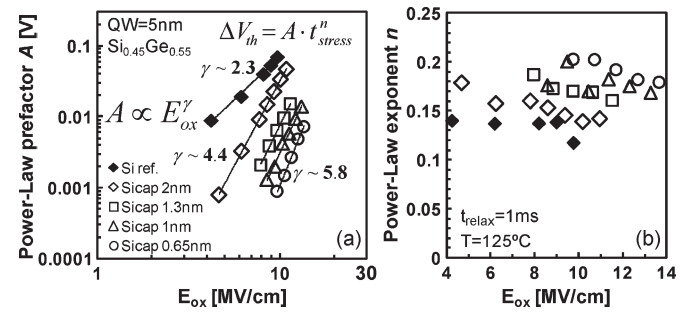 Power-Law prefactor A [V]
0.1
0.01
0.001
0.0001
QW=5nm
Si0.45Ge0.55
ΔVth = A · t^n stress
γ ~ 2.3
A ∝ Eox^γ
γ ~ 4.4
γ ~ 5.8
Si ref.
Sicap 2nm
Sicap 1.3nm
Sicap 1nm
Sicap 0.65nm
(a)
1
10
30
Eox [MV/cm]
Power-Law exponent n
0.25
0.2
0.15
0.1
0.05
0
trelax=1ms
T=125ºC
(b)
4 6 8 10 12 14
Eox [MV/cm]